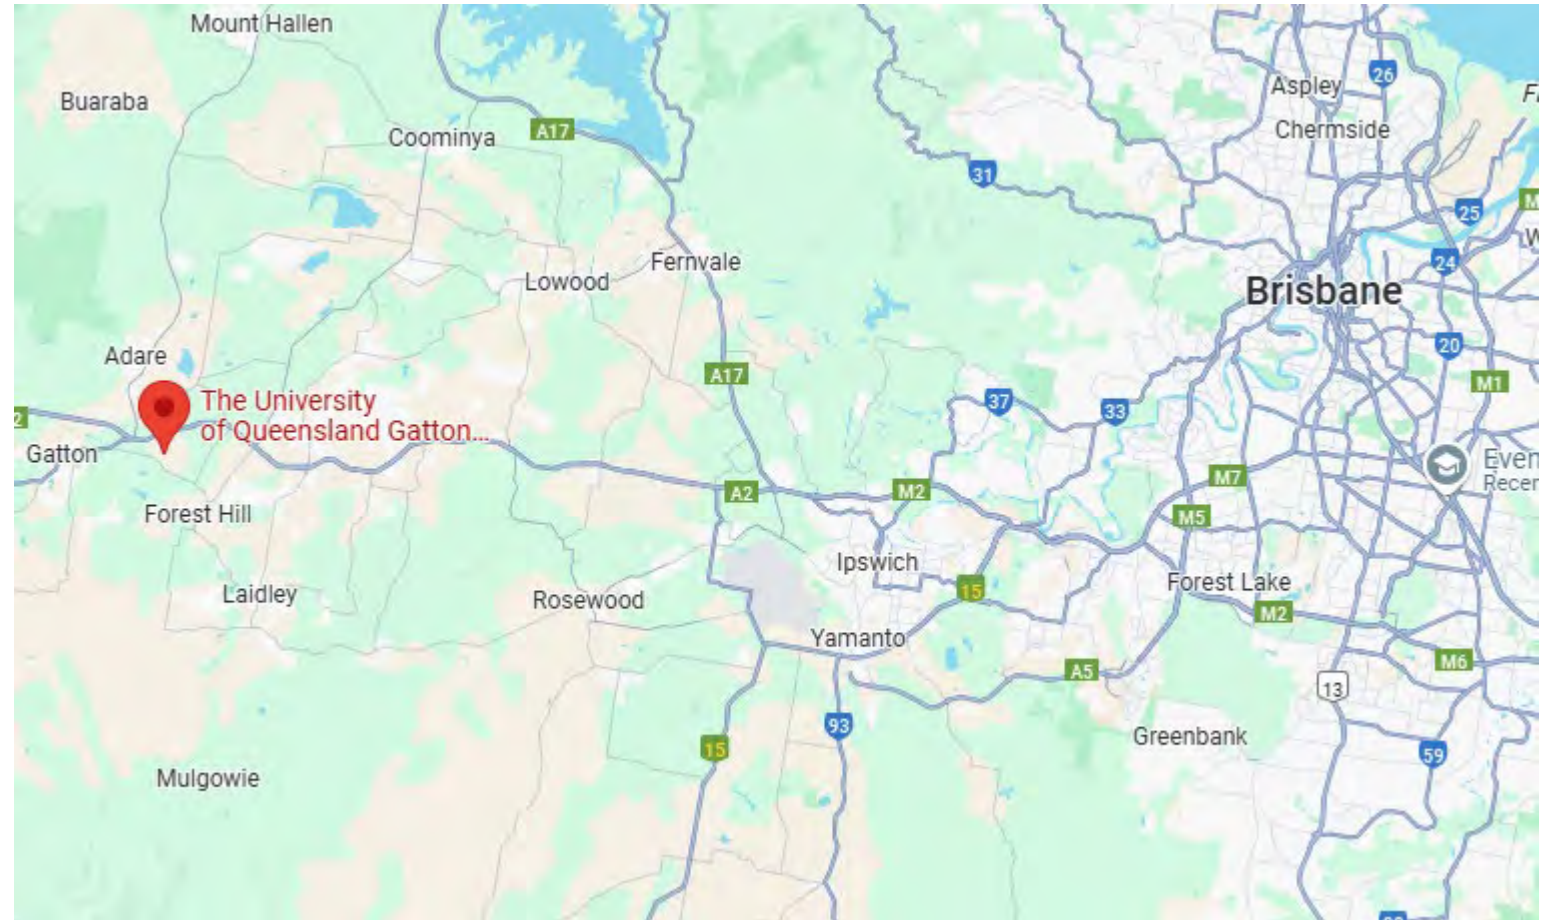 Mount Hallen
Buaraba
Coominya
A17
31
Aspley
26
Chermside
25
24
Brisbane
Fernvale
Lowood
Adare
The University
of Queensland Gatton...
Gatton
A17
37
33
20
M1
M7
Even
Recer
A2
M2
M5
Forest Hill
Ipswich
15
Forest Lake
M2
Laidley
Rosewood
Yamanto
A5
M6
13
93
15
Greenbank
59
Mulgowie